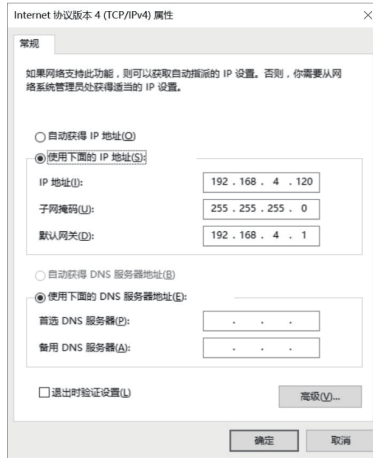 Internet 协议版本 4 (TCP/IPv4) 属性
常规
如果网络支持此功能，则可以获取自动指派的 IP 设置。否则，你需要从网
络系统管理员处获得适当的 IP 设置。
自动获得 IP 地址(O)
使用下面的 IP 地址(S):
IP 地址(I): 192 . 168 . 4 . 120
子网掩码(U): 255 . 255 . 255 . 0
默认网关(D): 192 . 168 . 4 . 1
自动获得 DNS 服务器地址(B)
使用下面的 DNS 服务器地址(E):
首选 DNS 服务器(P): . . .
备用 DNS 服务器(A): . . .
退出时验证设置(L)
高级(V)...
确定 取消